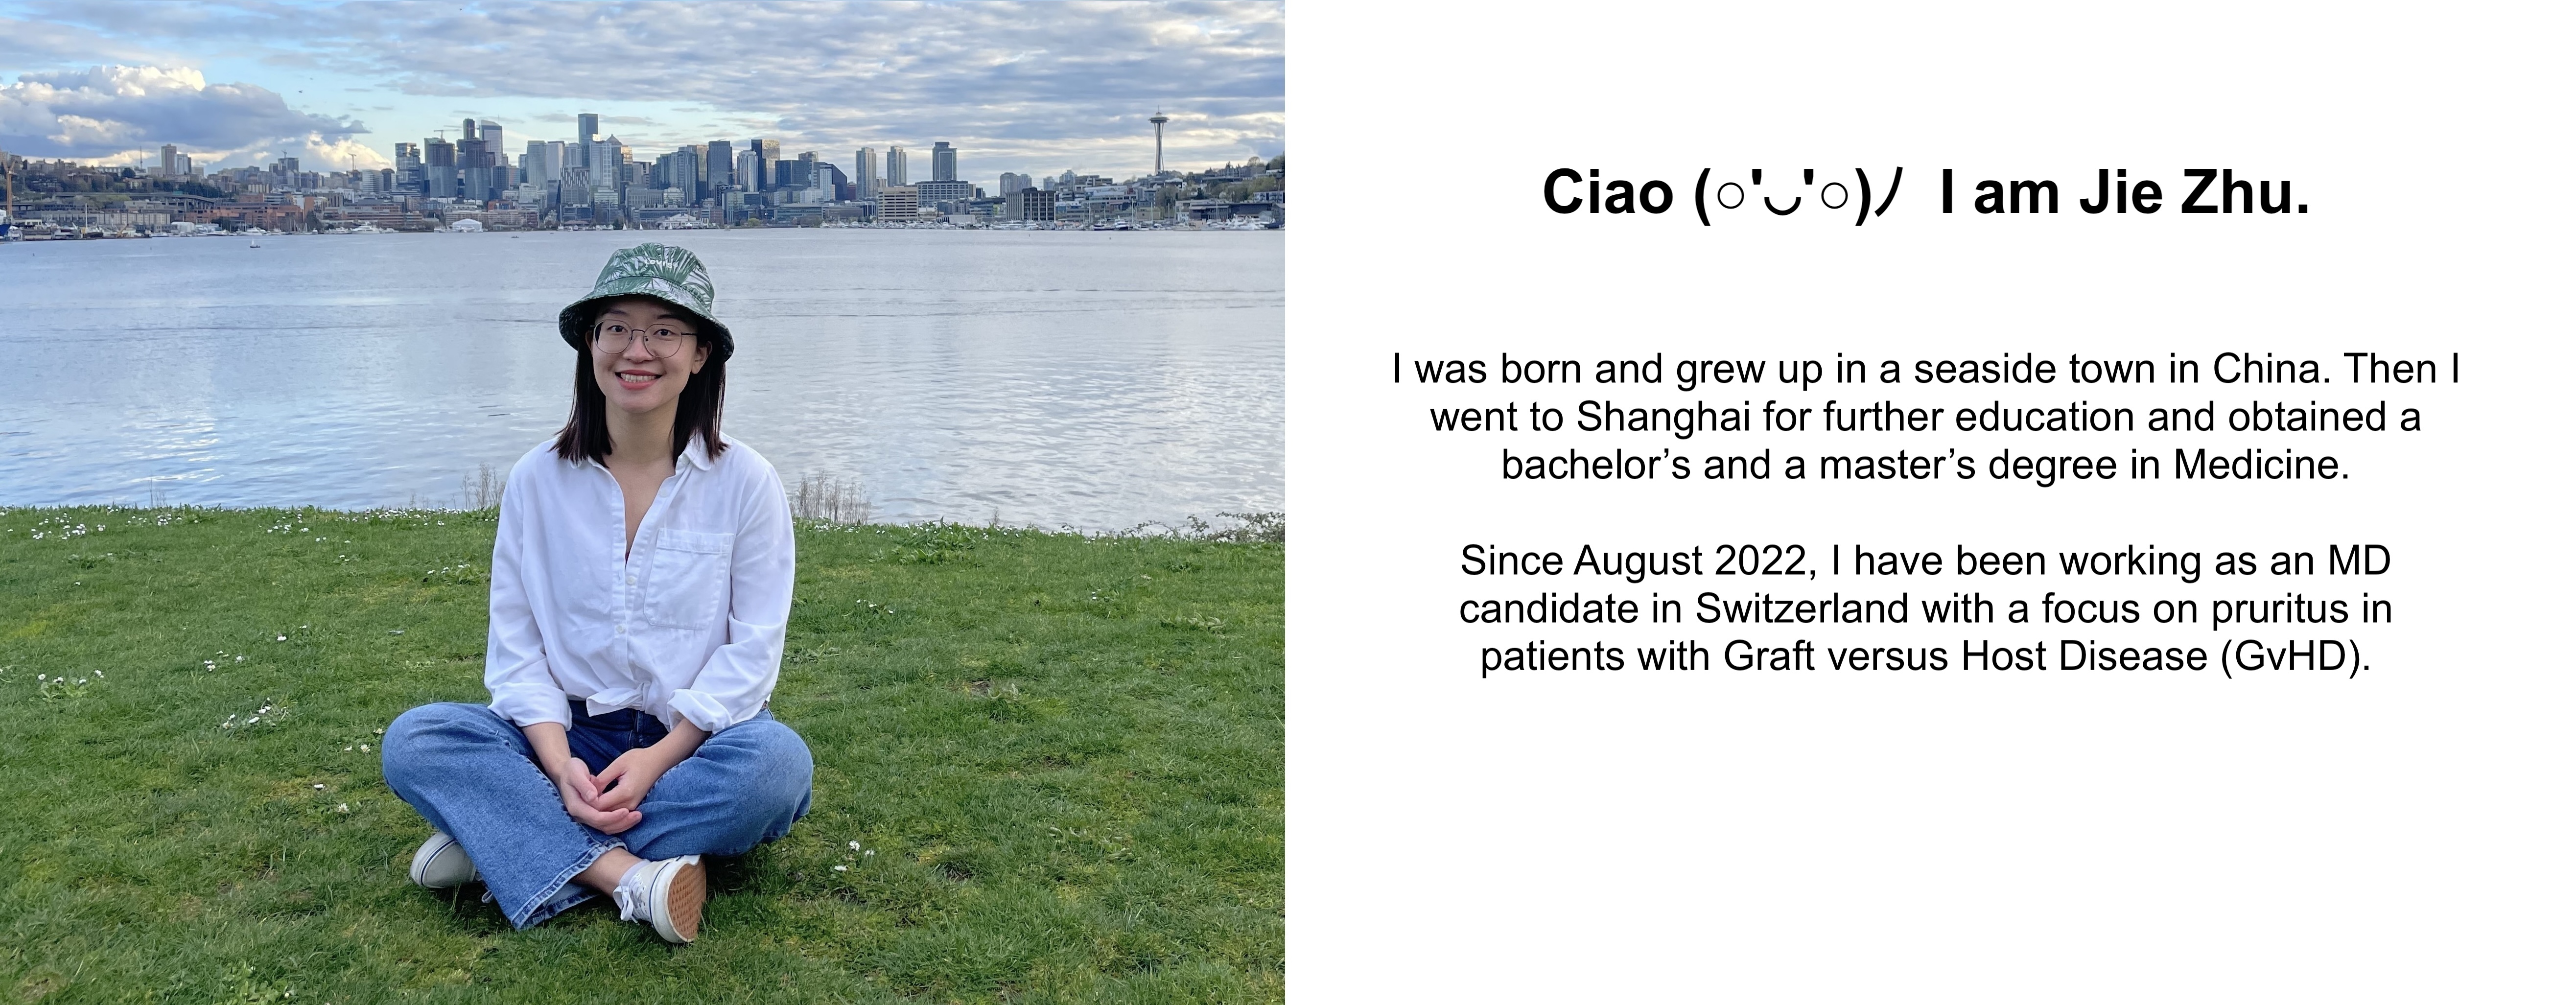 Ciao (○'◡'○)ﾉ I am Jie Zhu.
I was born and grew up in a seaside town in China. Then I
went to Shanghai for further education and obtained a
bachelor’s and a master’s degree in Medicine.
Since August 2022, I have been working as an MD
candidate in Switzerland with a focus on pruritus in
patients with Graft versus Host Disease (GvHD).